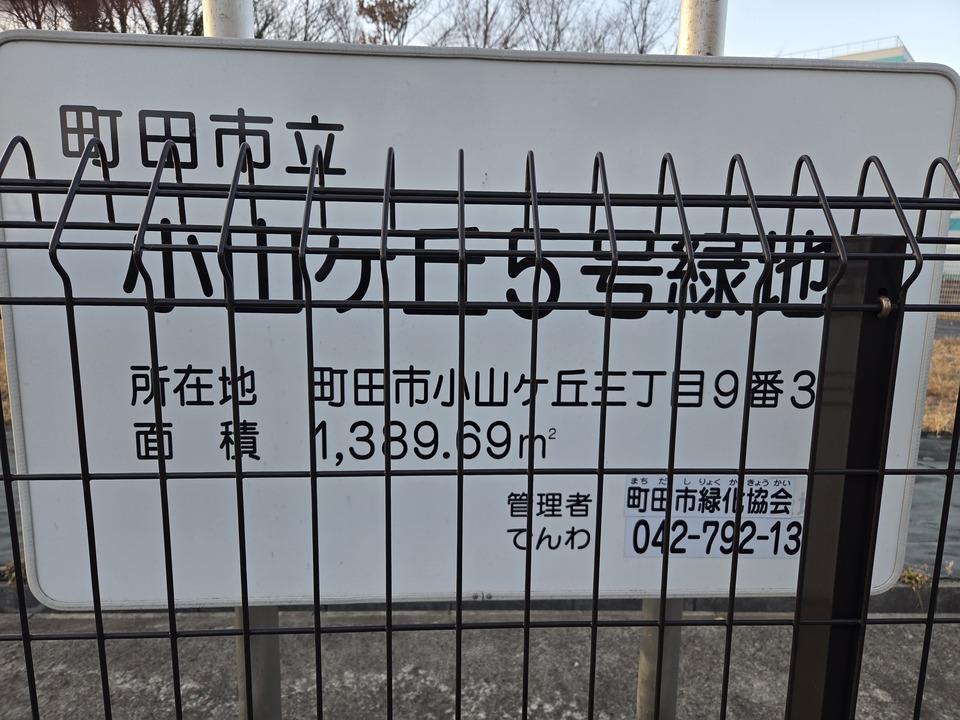 町田市立
小山ケ丘5号緑地
所在地 町田市小山ケ丘三丁目9番3
面 積 1,389.69m²
まちだしりょくかきょうかい
管理者 町田市緑化協会
てんわ 042-792-13